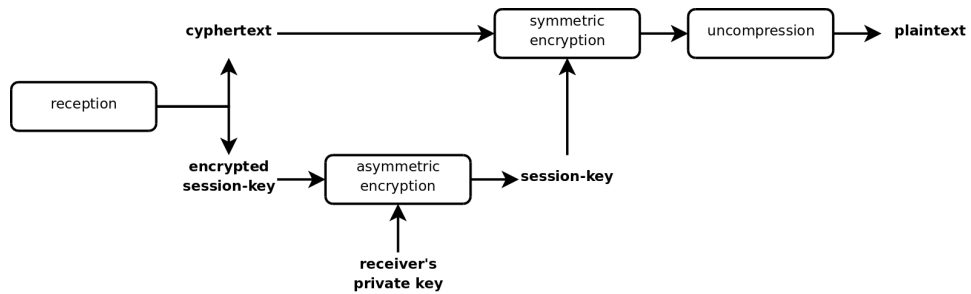 cyphertext
symmetric
encryption
uncompression
plaintext
reception
encrypted
session-key
asymmetric
encryption
session-key
receiver's
private key